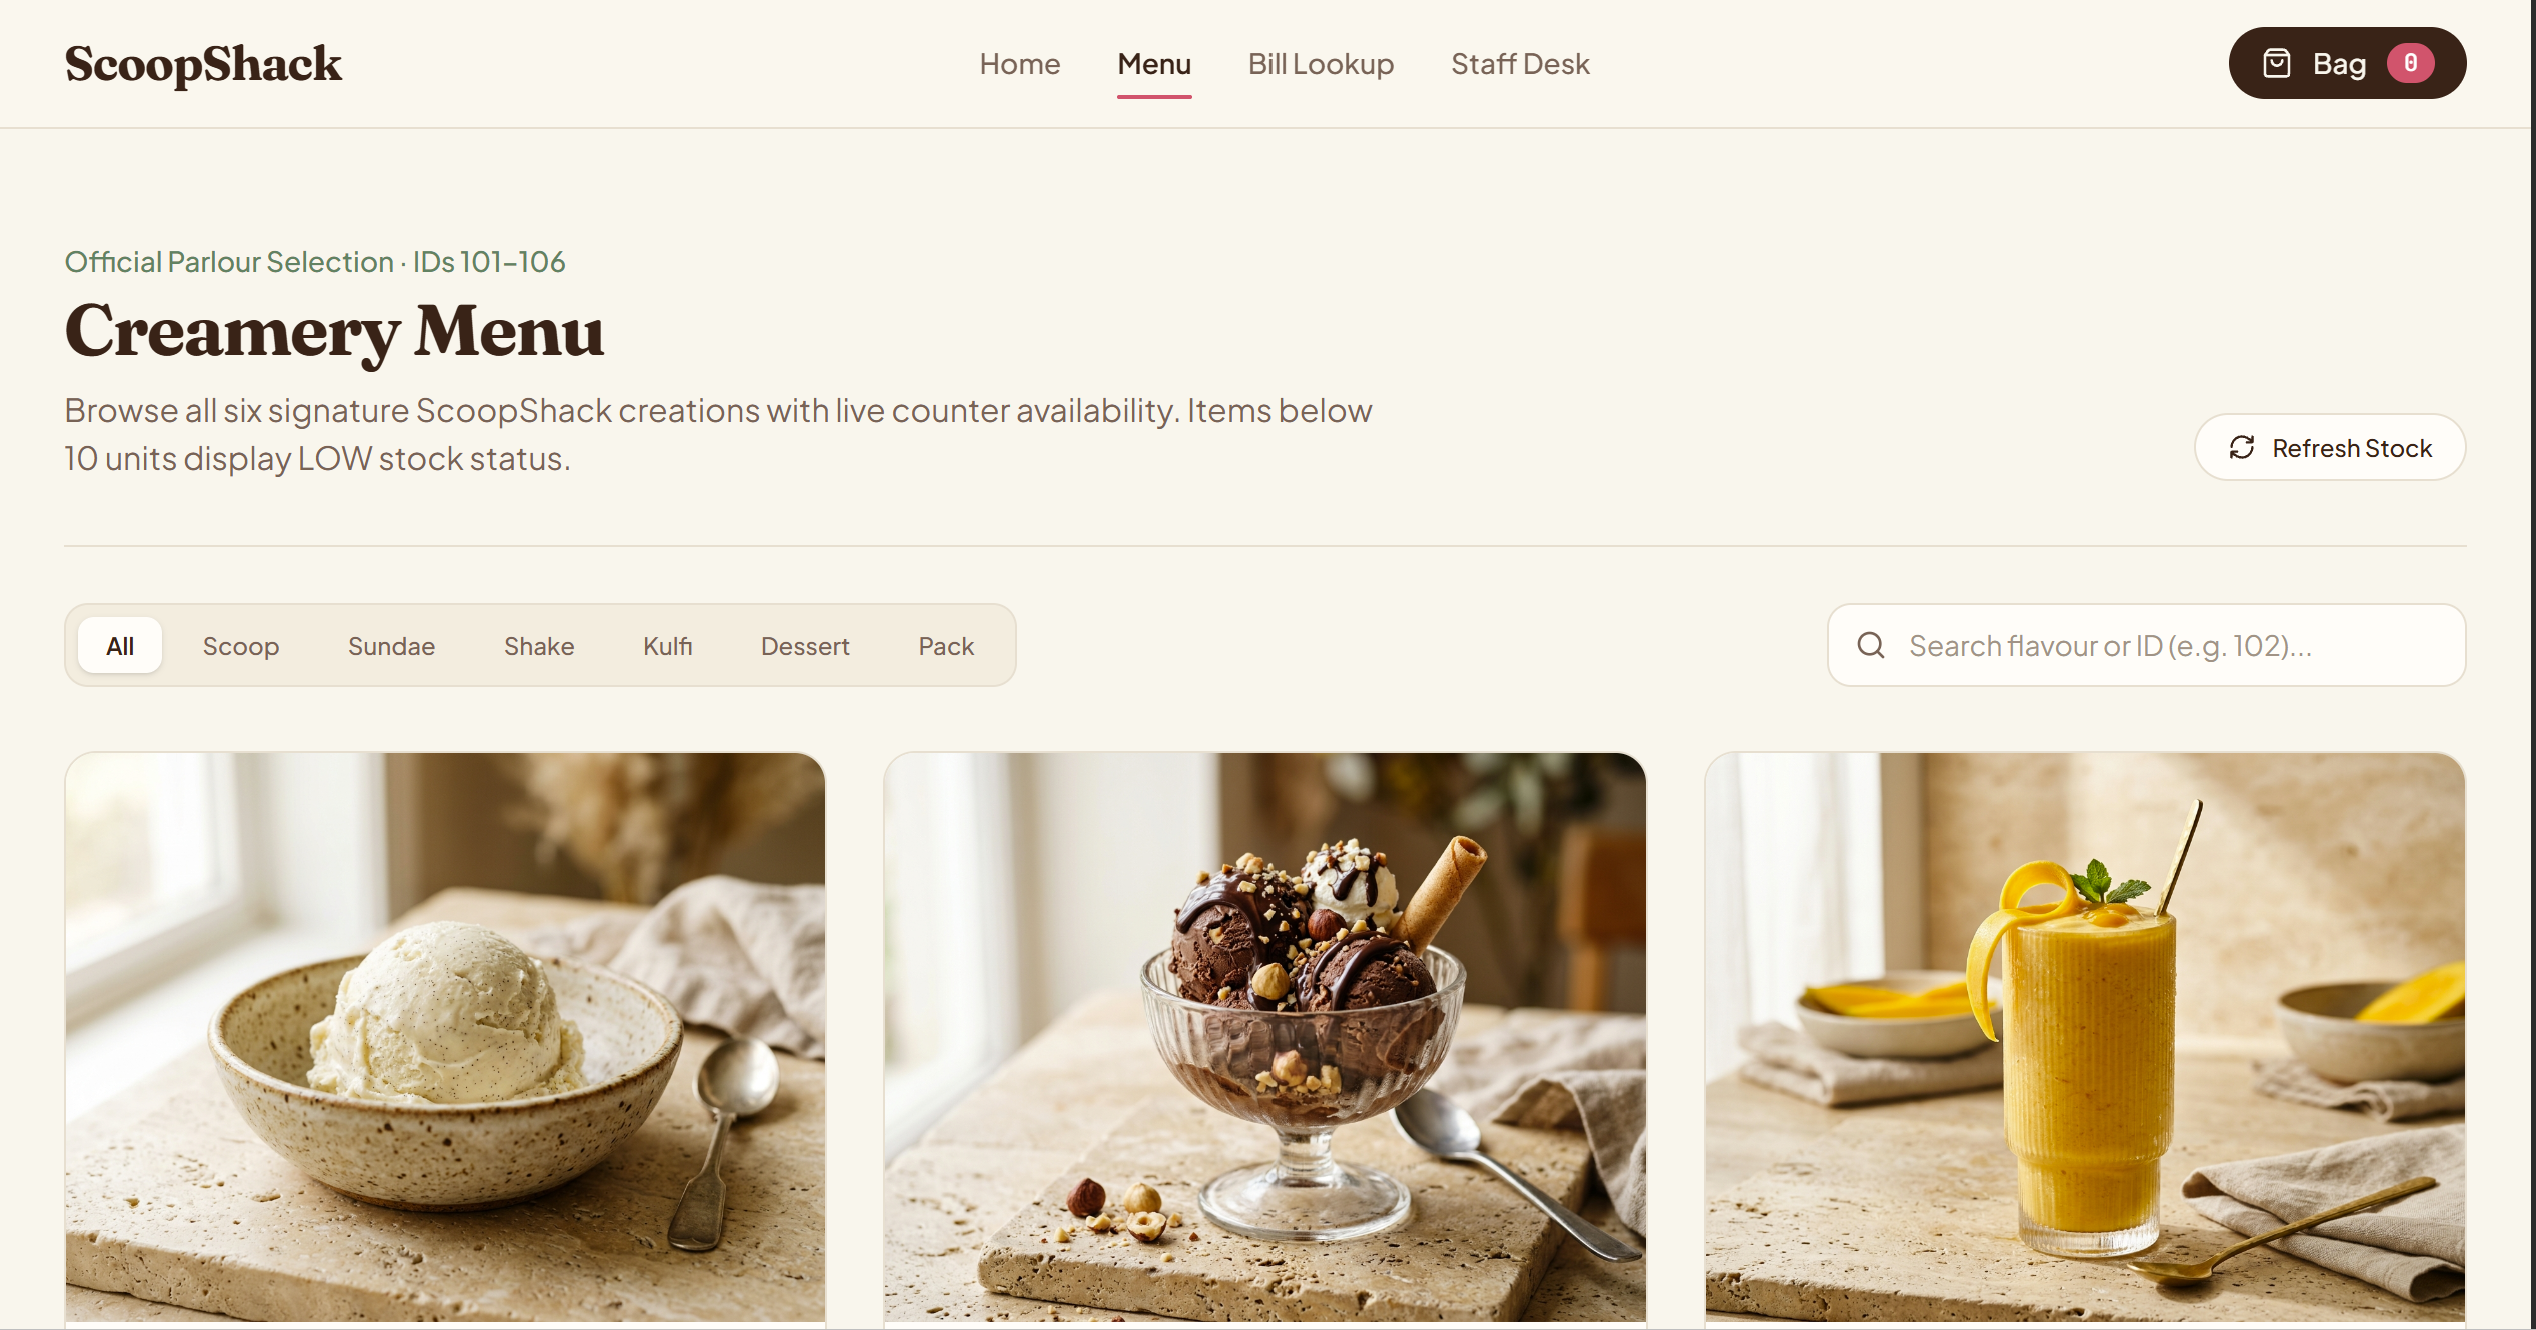 ScoopShack
Home
Menu
Bill Lookup
Staff Desk
Bag 0
Official Parlour Selection · IDs 101–106
Creamery Menu
Browse all six signature ScoopShack creations with live counter availability. Items below
10 units display LOW stock status.
Refresh Stock
All
Scoop
Sundae
Shake
Kulfi
Dessert
Pack
Search flavour or ID (e.g. 102)...